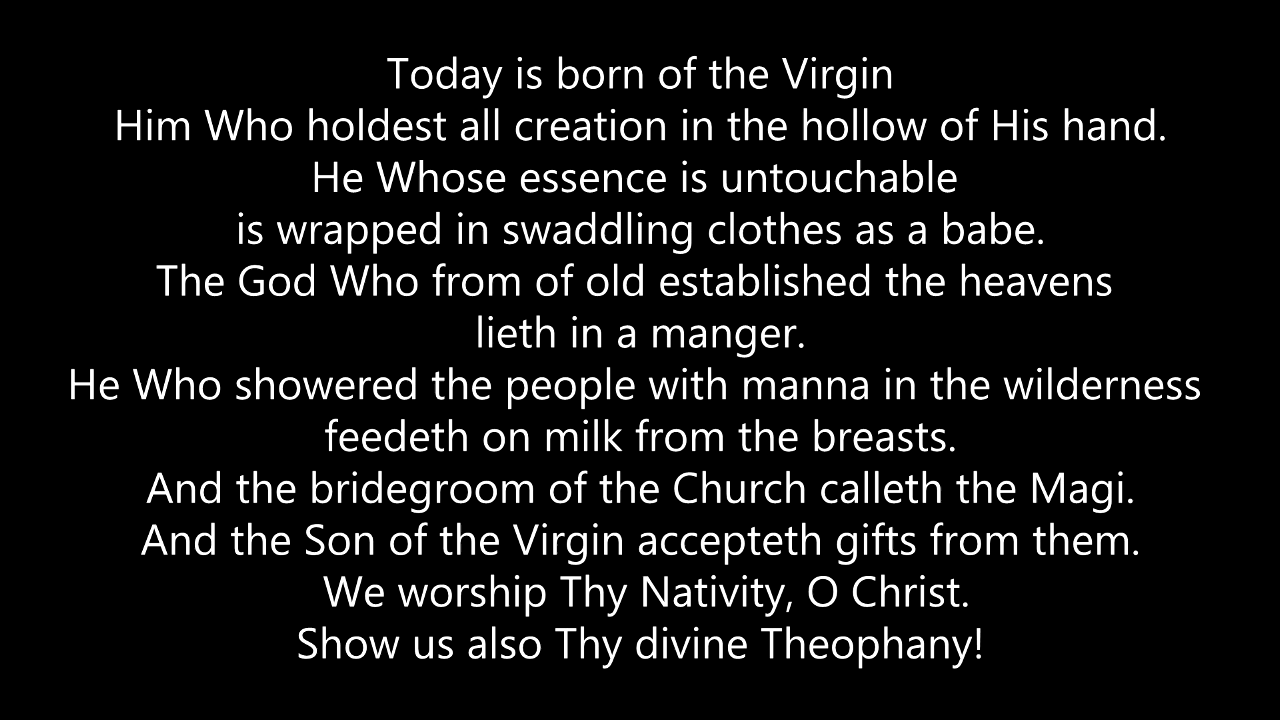 Today is born of the Virgin
Him Who holdest all creation in the hollow of His hand.
He Whose essence is untouchable
is wrapped in swaddling clothes as a babe.
The God Who from of old established the heavens
lieth in a manger.
He Who showered the people with manna in the wilderness
feedeth on milk from the breasts.
And the bridegroom of the Church calleth the Magi.
And the Son of the Virgin accepteth gifts from them.
We worship Thy Nativity, O Christ.
Show us also Thy divine Theophany!